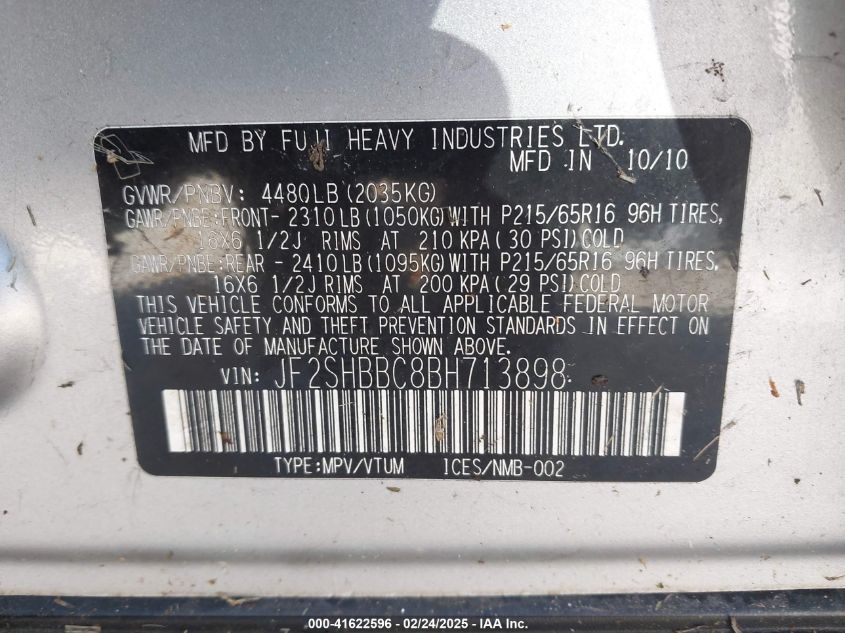 MFD BY FUJI HEAVY INDUSTRIES LTD.
MFD IN 10/10
GVWR/PNBV: 4480LB(2035KG)
GAWR/PNBE:FRONT- 2310LB(1050KG)WITH P215/65R16 96H TIRES,
16X6 1/2J RIMS AT 210 KPA(30 PSI)COLD
GAWR/PNBE:REAR - 2410LB(1095KG)WITH P215/65R16 96H TIRES,
16X6 1/2J RIMS AT 200 KPA(29 PSI)COLD
THIS VEHICLE CONFORMS TO ALL APPLICABLE FEDERAL MOTOR
VEHICLE SAFETY AND THEFT PREVENTION STANDARDS IN EFFECT ON
THE DATE OF MANUFACTURE SHOWN ABOVE.
VIN: JF2SHBBC8BH713898
TYPE:MPV/VTUM ICES/NMB-002
000-41622596 - 02/24/2025 - IAA Inc.